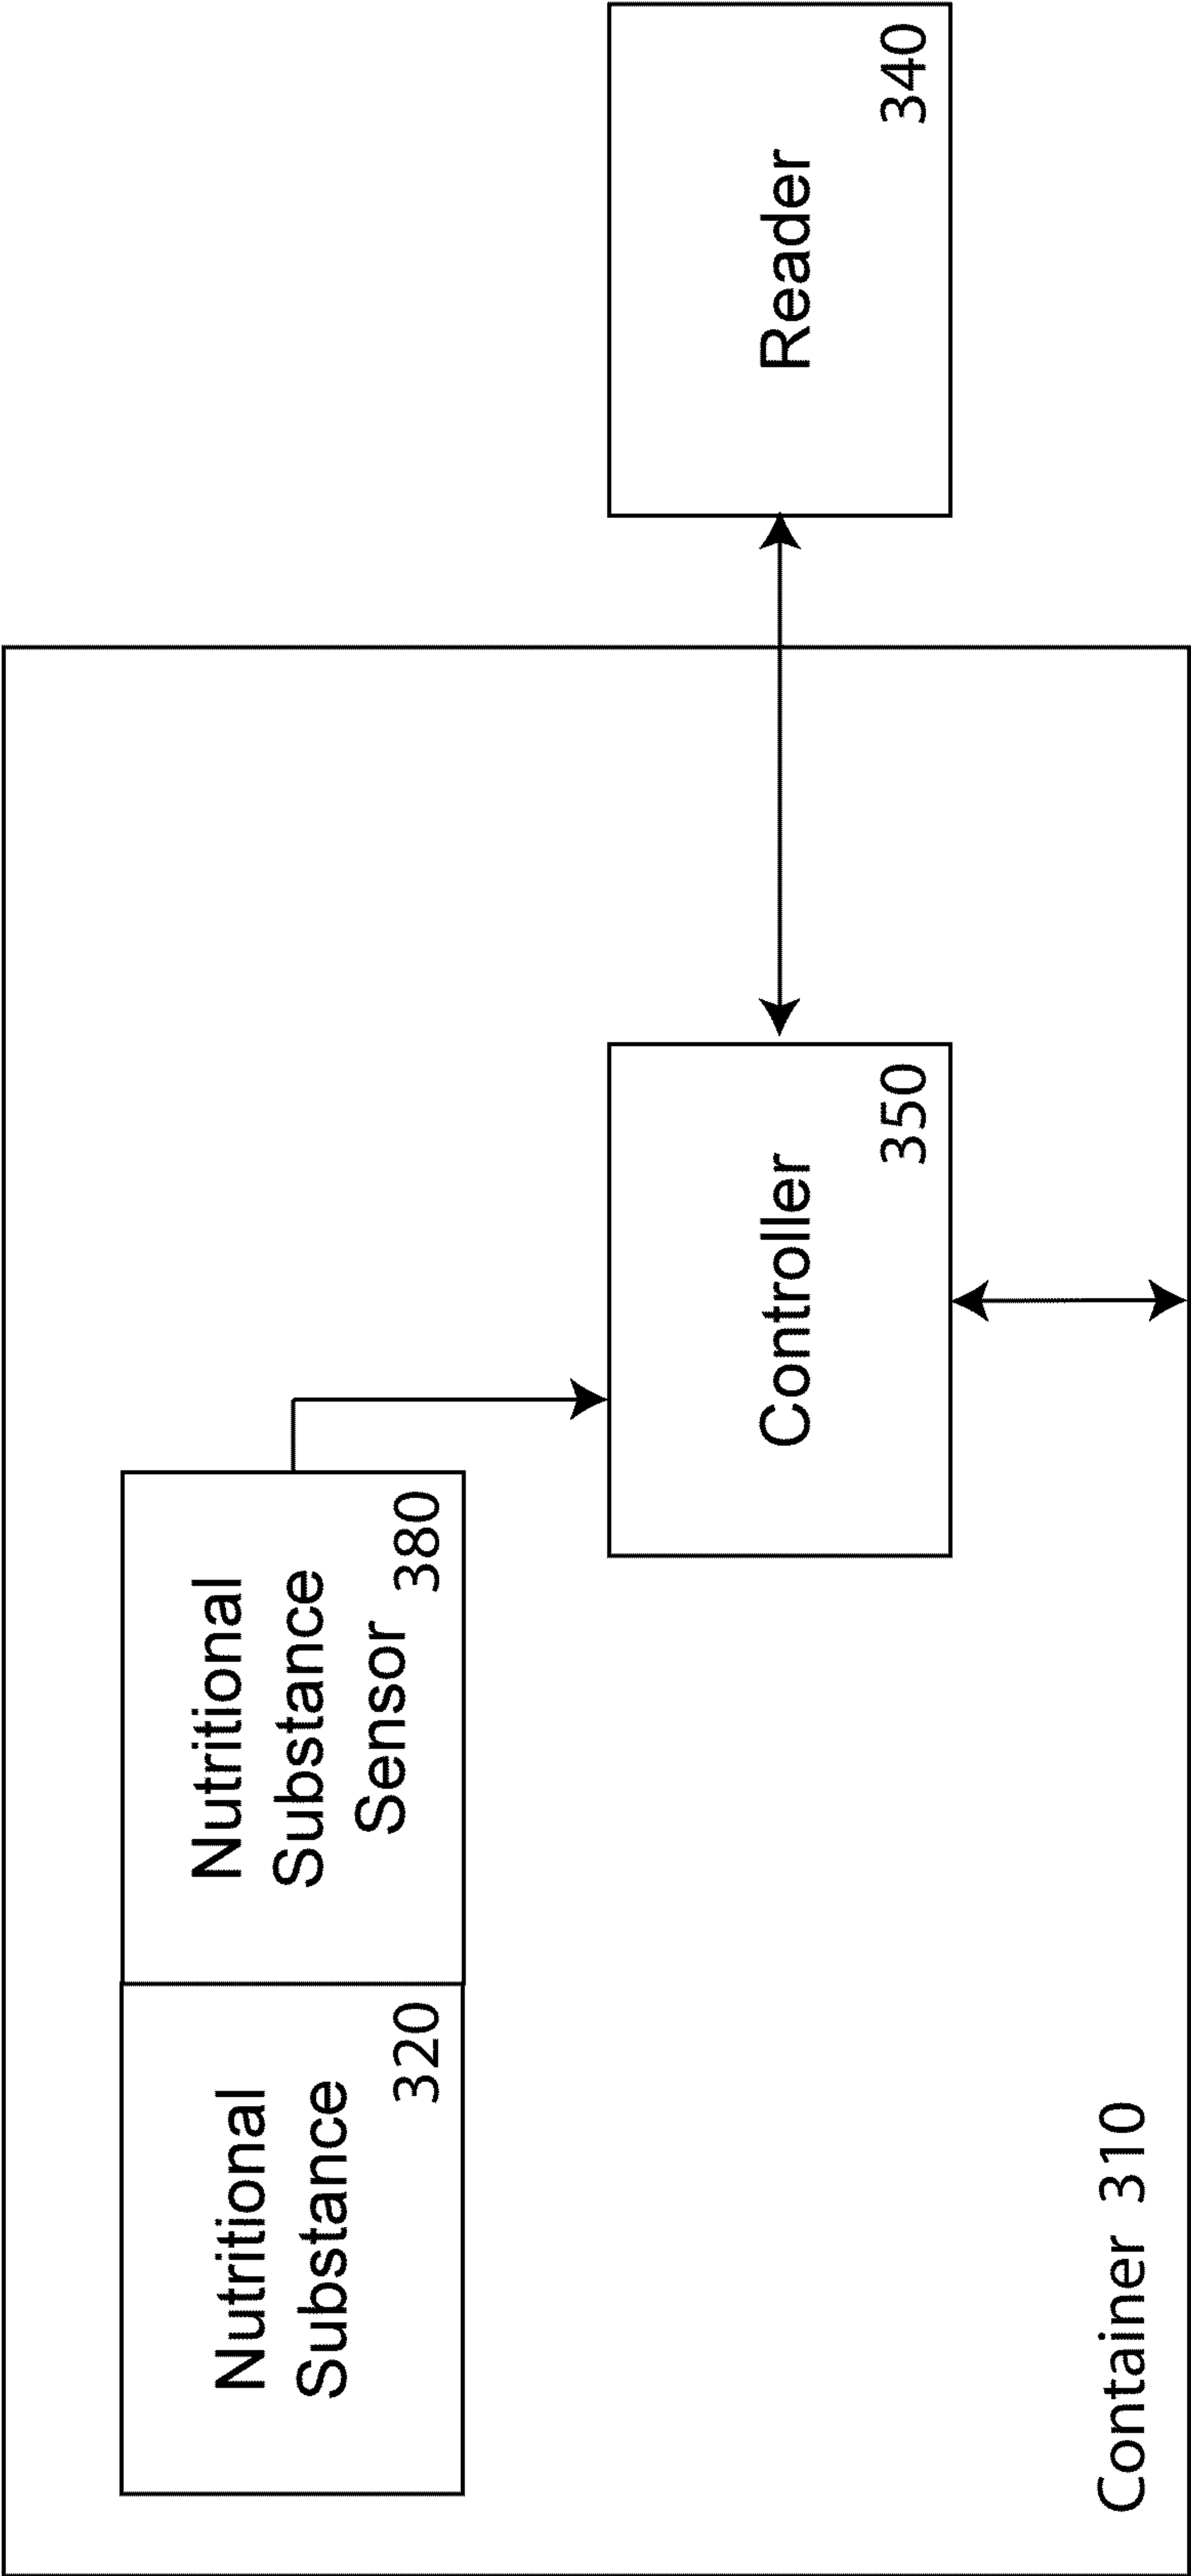 Nutritional
Substance
320
Nutritional
Substance
Sensor
380
Controller
350
Reader
340
Container 310